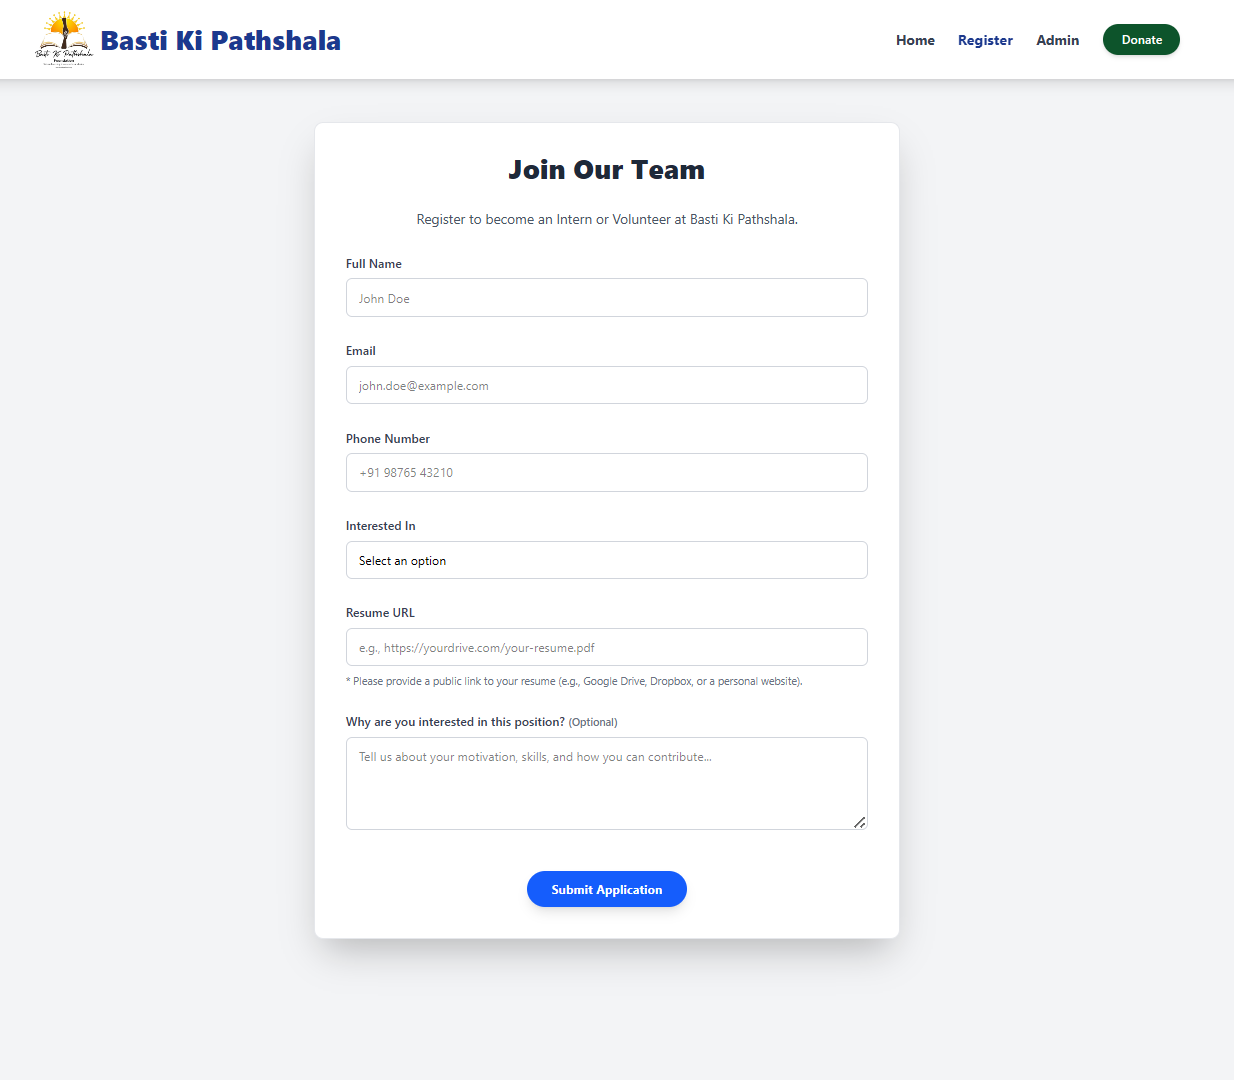 Basti Ki Pathshala
Foundation
Basti Ki Pathshala
Home
Register
Admin
Donate
Join Our Team
Register to become an Intern or Volunteer at Basti Ki Pathshala.
Full Name
John Doe
Email
john.doe@example.com
Phone Number
+91 98765 43210
Interested In
Select an option
Resume URL
e.g., https://yourdrive.com/your-resume.pdf
* Please provide a public link to your resume (e.g., Google Drive, Dropbox, or a personal website).
Why are you interested in this position? (Optional)
Tell us about your motivation, skills, and how you can contribute...
Submit Application